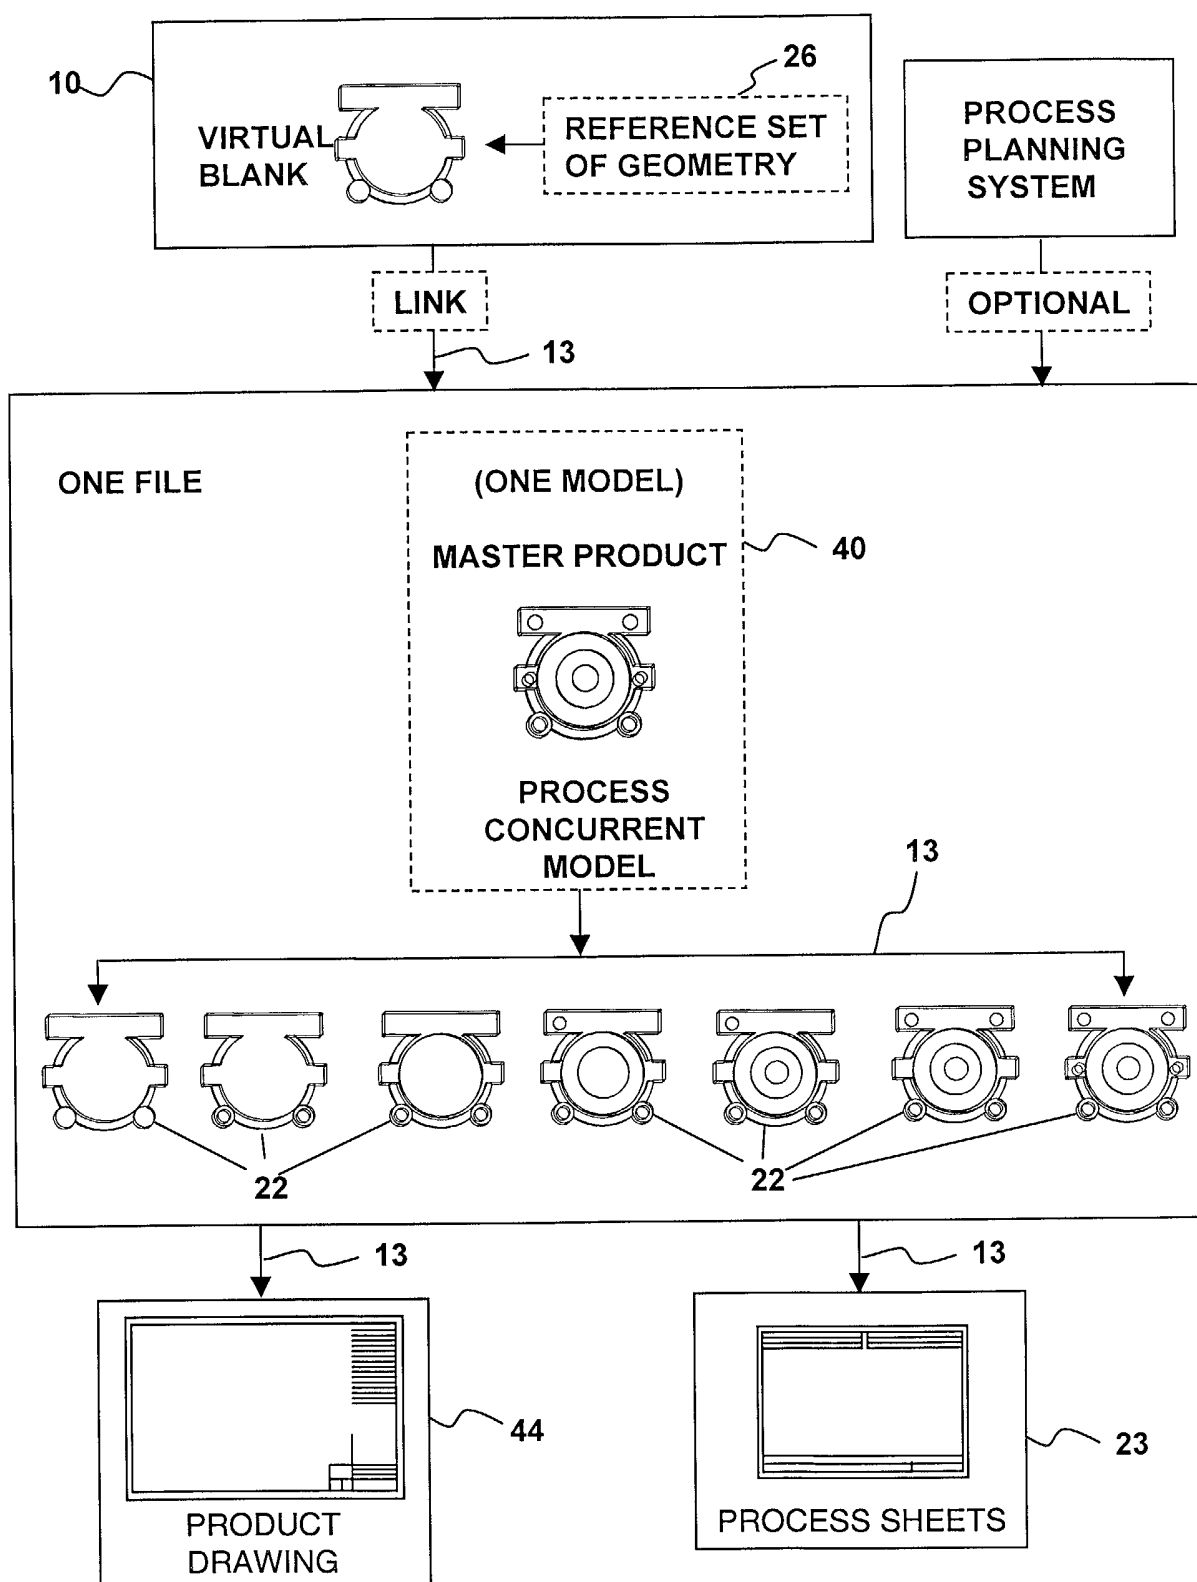 10
26
VIRTUAL
BLANK
REFERENCE SET
OF GEOMETRY
PROCESS
PLANNING
SYSTEM
LINK
OPTIONAL
13
ONE FILE
(ONE MODEL)
MASTER PRODUCT
40
PROCESS
CONCURRENT
MODEL
13
22
22
13
13
44
23
PRODUCT
DRAWING
PROCESS SHEETS